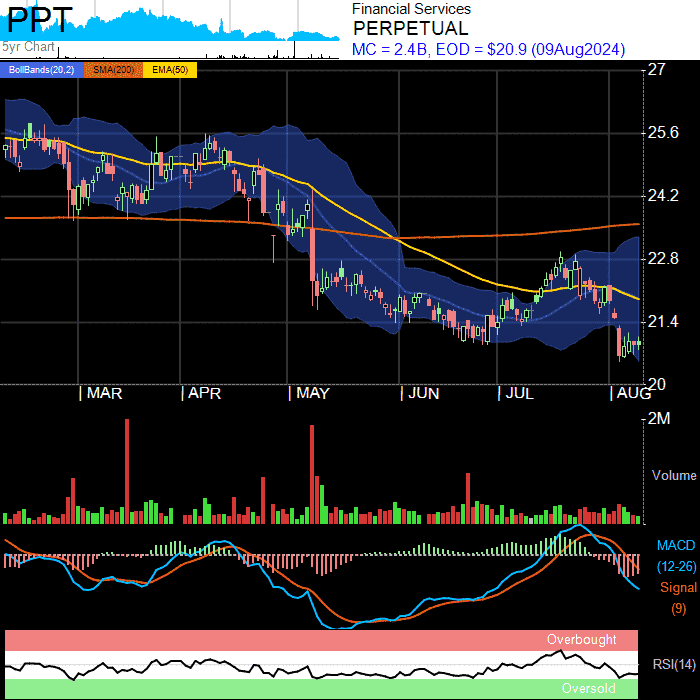 PPT
5yr Chart
Financial Services
PERPETUAL
MC = 2.4B, EOD = $20.9 (09Aug2024)
BollBands(20,2) SMA(200) EMA(50)
27
25.6
24.2
22.8
21.4
20
| MAR | APR | MAY | JUN | JUL | AUG
2M
Volume
MACD
(12-26)
Signal
(9)
Overbought
RSI(14)
Oversold